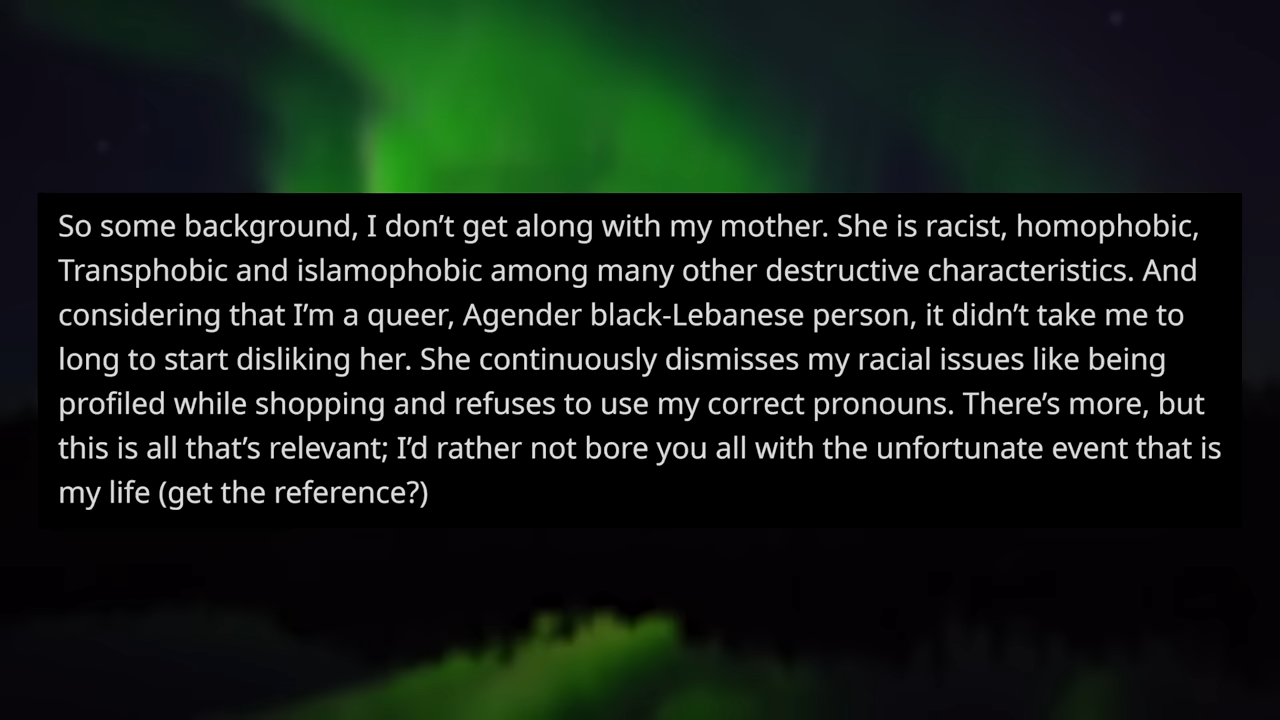 So some background, I don’t get along with my mother. She is racist, homophobic,
Transphobic and islamophobic among many other destructive characteristics. And
considering that I’m a queer, Agender black-Lebanese person, it didn’t take me to
long to start disliking her. She continuously dismisses my racial issues like being
profiled while shopping and refuses to use my correct pronouns. There’s more, but
this is all that’s relevant; I’d rather not bore you all with the unfortunate event that is
my life (get the reference?)